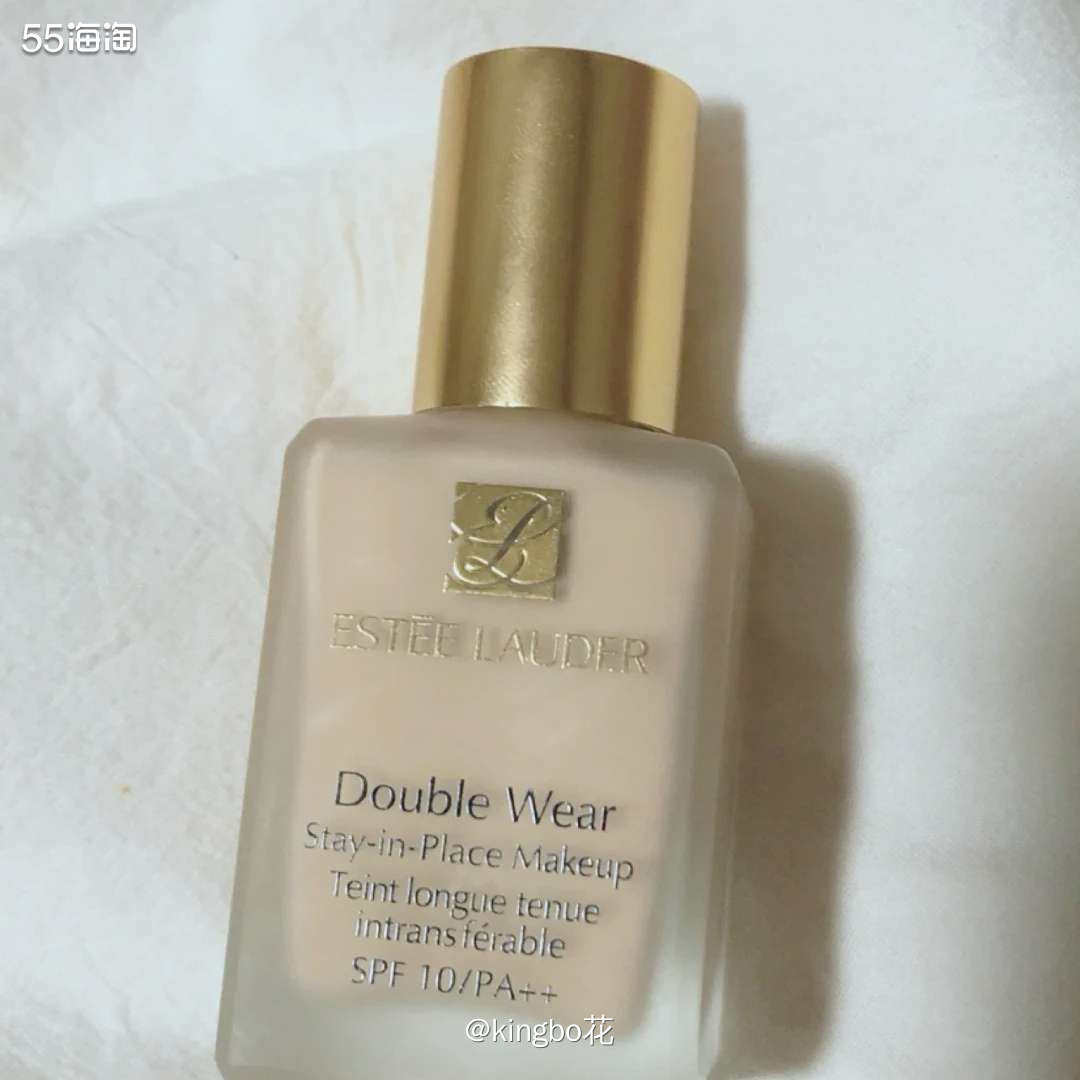 55海淘
ESTĒE LAUDER
Double Wear
Stay-in-Place Makeup
Teint longue tenue
intransférable
SPF 10/PA++
@kingbo花